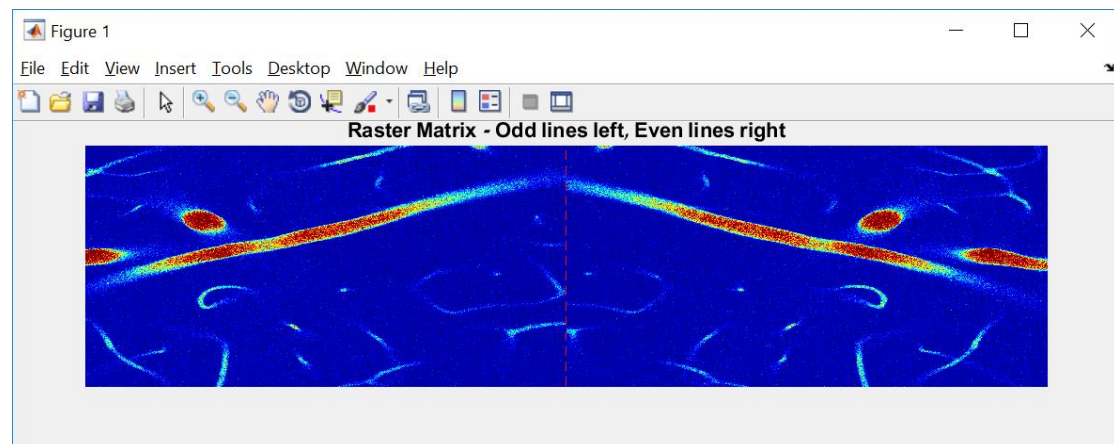 Figure 1
File Edit View Insert Tools Desktop Window Help
Raster Matrix - Odd lines left, Even lines right